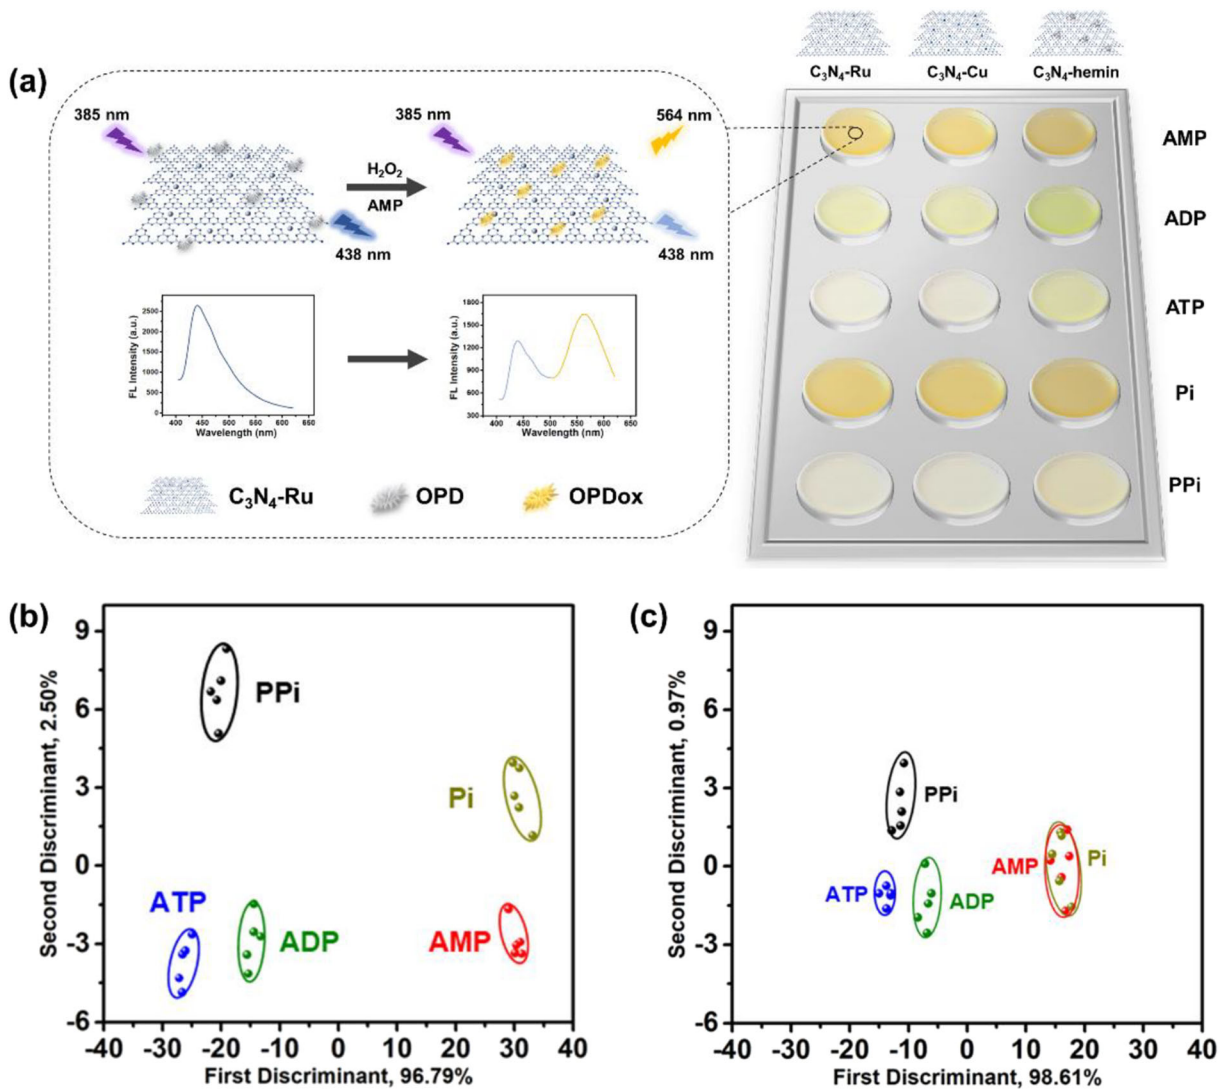 (a)
C3N4-Ru
C3N4-Cu
C3N4-hemin
385 nm
H2O2
AMP
438 nm
385 nm
564 nm
438 nm
AMP
ADP
ATP
Pi
PPi
FL Intensity (a.u.)
2500
2000
1500
1000
500
0
400 450 500 550 600 650
Wavelength (nm)
FL Intensity (a.u.)
1800
1500
1200
900
600
300
400 450 500 550 600 650
Wavelength (nm)
C3N4-Ru
OPD
OPDox
(b)
Second Discriminant, 2.50%
9
6
3
0
-3
-6
PPi
Pi
ATP
ADP
AMP
-40 -30 -20 -10 0 10 20 30 40
First Discriminant, 96.79%
(c)
Second Discriminant, 0.97%
9
6
3
0
-3
-6
PPi
ATP
ADP
AMP
Pi
-40 -30 -20 -10 0 10 20 30 40
First Discriminant, 98.61%